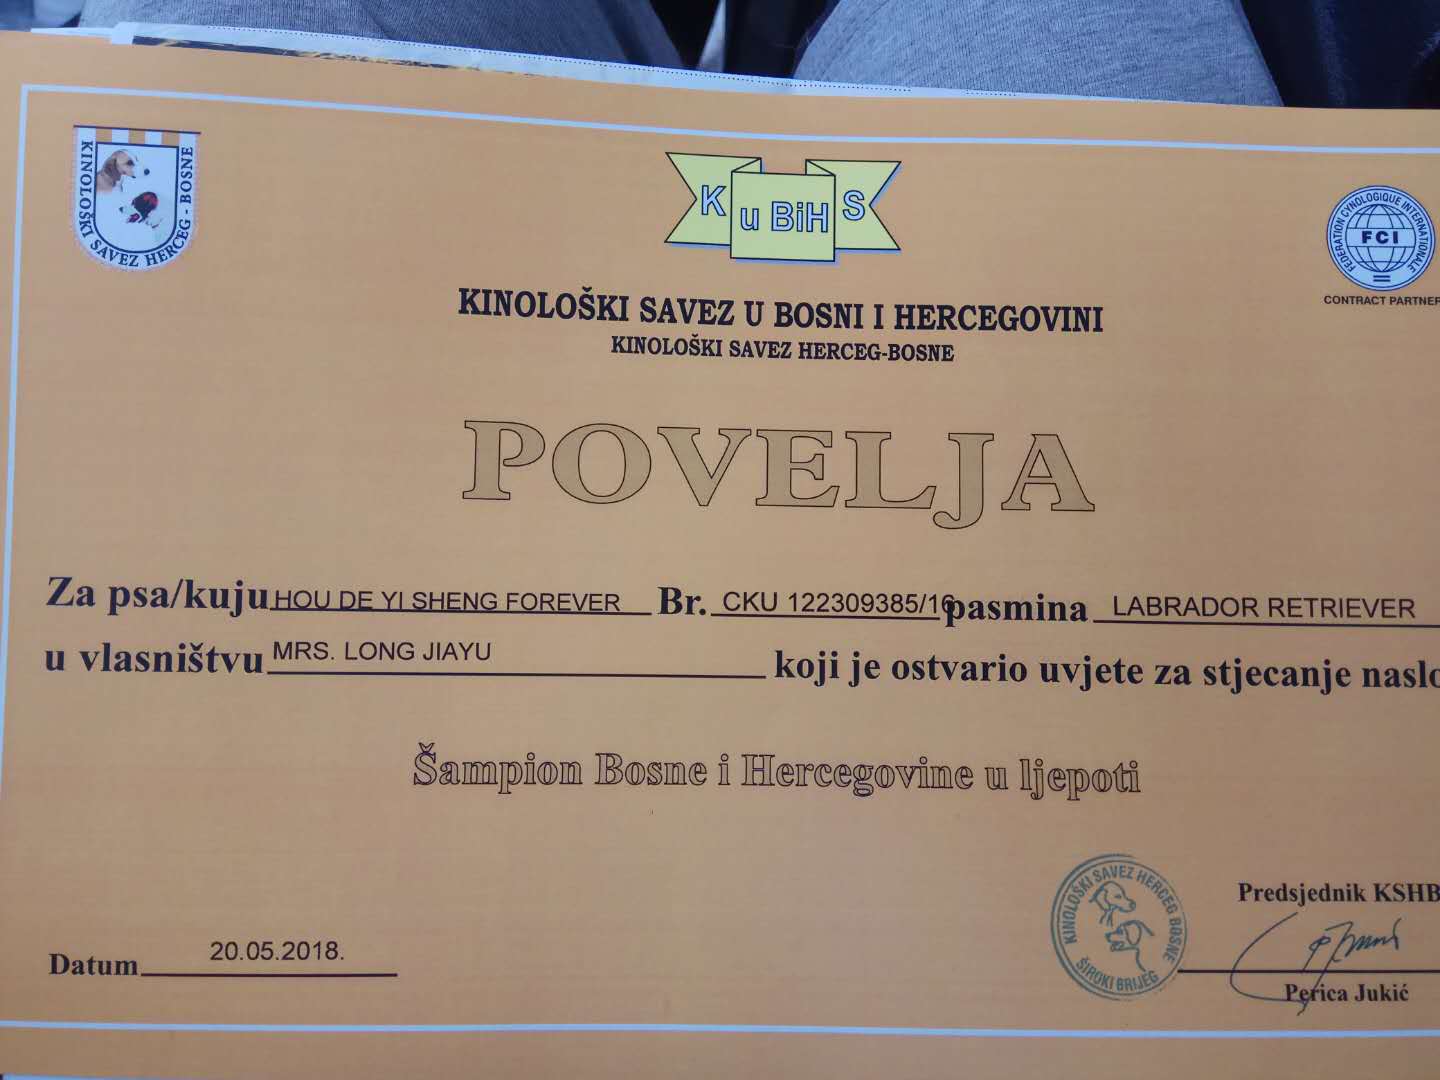 KINOLOŠKI SAVEZ HERCEG - BOSNE
K u BiH S
FEDERATION CYNOLOGIQUE INTERNATIONALE
FCI
CONTRACT PARTNER
KINOLOŠKI SAVEZ U BOSNI I HERCEGOVINI
KINOLOŠKI SAVEZ HERCEG-BOSNE
POVELJA
Za psa/kuju HOU DE YI SHENG FOREVER Br. CKU 122309385/16 pasmina LABRADOR RETRIEVER
u vlasništvu MRS. LONG JIAYU koji je ostvario uvjete za stjecanje naslo
Šampion Bosne i Hercegovine u ljepoti
KINOLOŠKI SAVEZ HERCEG BOSNE
ŠIROKI BRIJEG
Predsjednik KSHB
Datum 20.05.2018.
Perica Jukić